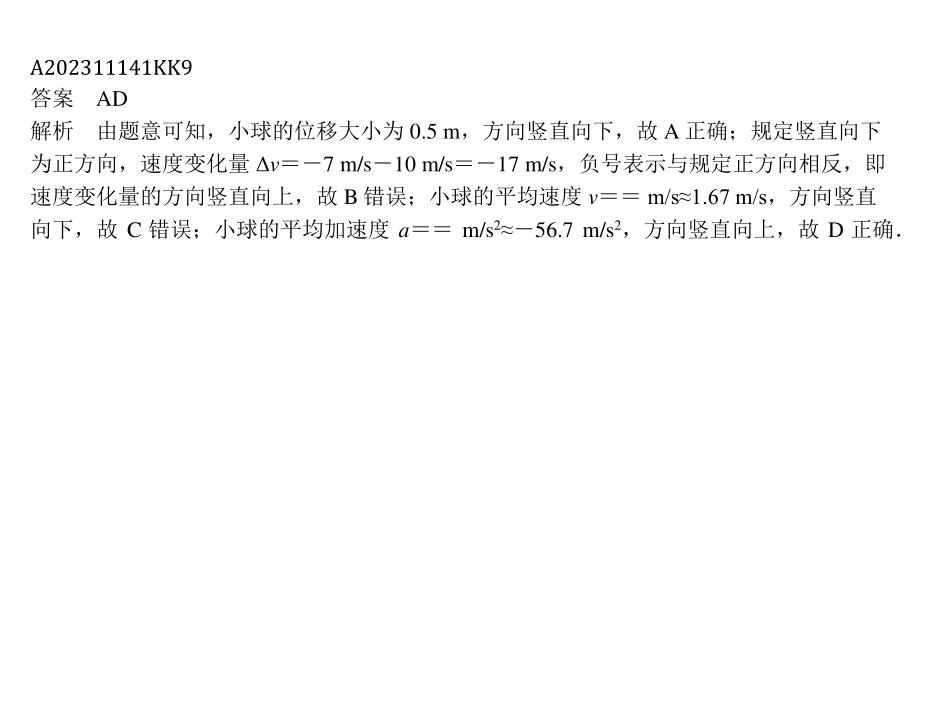 A202311141KK9
答案　AD
解析　由题意可知，小球的位移大小为 0.5 m，方向竖直向下，故 A 正确；规定竖直向下
为正方向，速度变化量 Δv＝－7 m/s－10 m/s＝－17 m/s，负号表示与规定正方向相反，即
速度变化量的方向竖直向上，故 B 错误；小球的平均速度 v＝＝ m/s≈1.67 m/s，方向竖直
向下，故 C 错误；小球的平均加速度 a＝＝ m/s²≈－56.7 m/s²，方向竖直向上，故 D 正确．